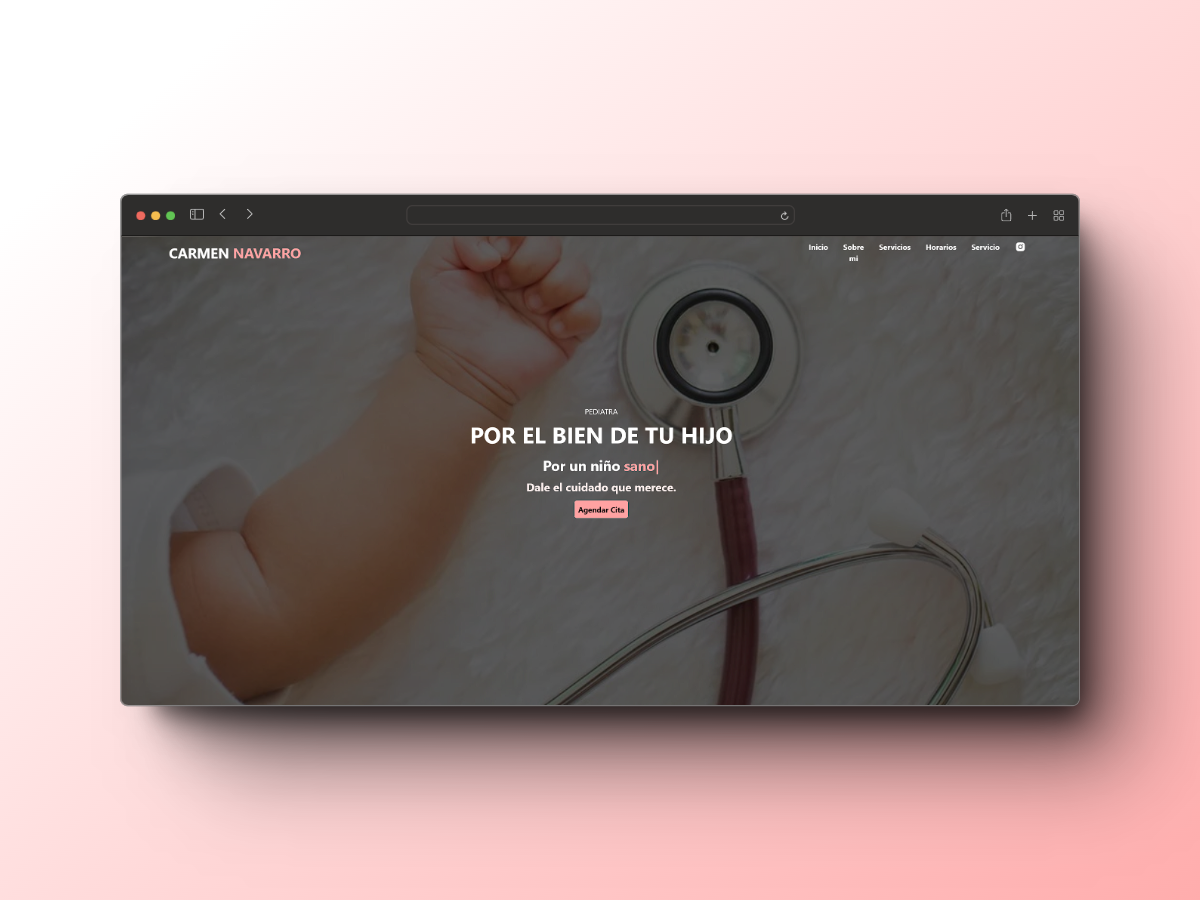 CARMEN NAVARRO
Inicio
Sobre
mi
Servicios
Horarios
Servicio
PEDIATRA
POR EL BIEN DE TU HIJO
Por un niño sano|
Dale el cuidado que merece.
Agendar Cita